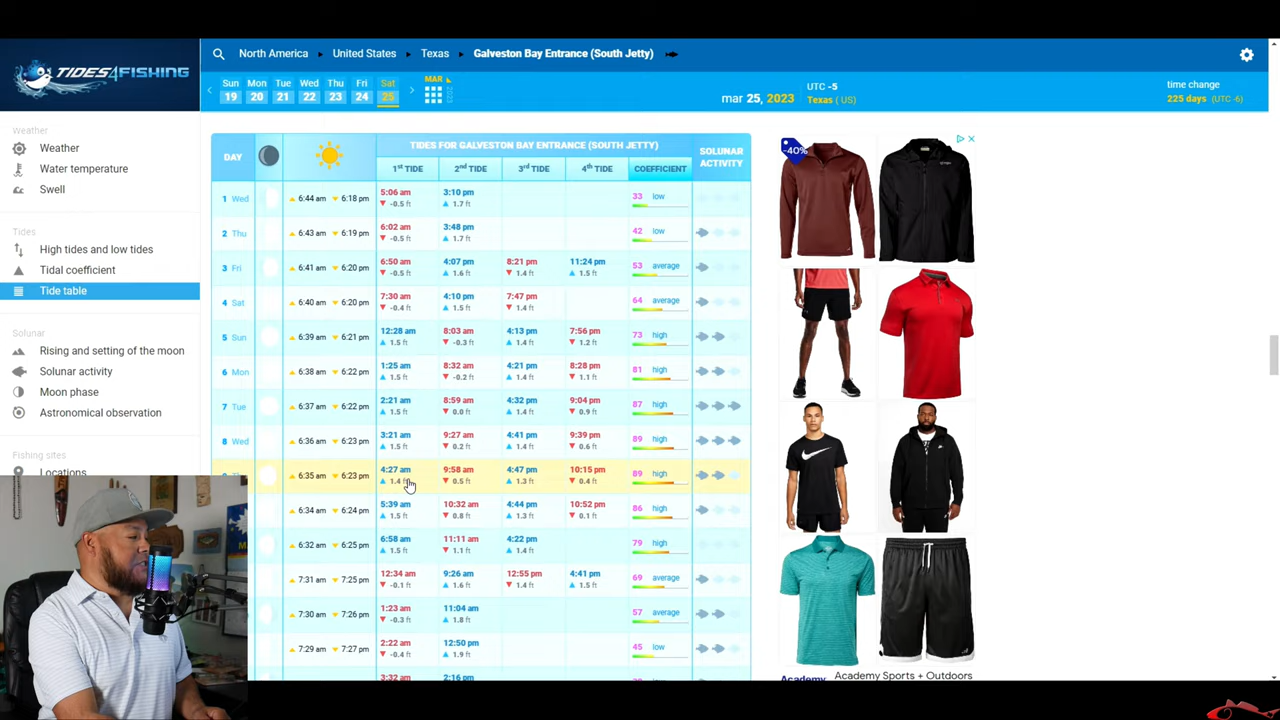 TIDES4FISHING
North America ▸ United States ▸ Texas ▸ Galveston Bay Entrance (South Jetty)
Sun 19 Mon 20 Tue 21 Wed 22 Thu 23 Fri 24 Sat 25
MAR 2023
mar 25, 2023
UTC -5
Texas ( US)
time change
225 days (UTC -6)
Weather
Weather
Water temperature
Swell
Tides
High tides and low tides
Tidal coefficient
Tide table
Solunar
Rising and setting of the moon
Solunar activity
Moon phase
Astronomical observation
Fishing sites
Locations
TIDES FOR GALVESTON BAY ENTRANCE (SOUTH JETTY)
DAY 1st TIDE 2nd TIDE 3rd TIDE 4th TIDE COEFFICIENT SOLUNAR ACTIVITY
1 Wed 6:44 am 6:18 pm 5:06 am 3:10 pm 33 low
-0.5 ft 1.7 ft
2 Thu 6:43 am 6:19 pm 6:02 am 3:48 pm 42 low
-0.5 ft 1.7 ft
3 Fri 6:41 am 6:20 pm 6:50 am 4:07 pm 8:21 pm 11:24 pm 53 average
-0.5 ft 1.6 ft 1.4 ft 1.5 ft
4 Sat 6:40 am 6:20 pm 7:30 am 4:10 pm 7:47 pm 64 average
-0.4 ft 1.5 ft 1.4 ft
5 Sun 6:39 am 6:21 pm 12:28 am 8:03 am 4:13 pm 7:56 pm 73 high
1.5 ft -0.3 ft 1.4 ft 1.2 ft
6 Mon 6:38 am 6:22 pm 1:25 am 8:32 am 4:21 pm 8:28 pm 81 high
1.5 ft -0.2 ft 1.4 ft 1.1 ft
7 Tue 6:37 am 6:22 pm 2:21 am 8:59 am 4:32 pm 9:04 pm 87 high
1.5 ft 0.0 ft 1.4 ft 0.9 ft
8 Wed 6:36 am 6:23 pm 3:21 am 9:27 am 4:41 pm 9:39 pm 89 high
1.5 ft 0.2 ft 1.4 ft 0.6 ft
6:35 am 6:23 pm 4:27 am 9:58 am 4:47 pm 10:15 pm 89 high
1.4 ft 0.5 ft 1.3 ft 0.4 ft
6:34 am 6:24 pm 5:39 am 10:32 am 4:44 pm 10:52 pm 86 high
1.5 ft 0.8 ft 1.3 ft 0.1 ft
6:32 am 6:25 pm 6:58 am 11:11 am 4:22 pm 79 high
1.5 ft 1.1 ft 1.4 ft
7:31 am 7:25 pm 12:34 am 9:26 am 12:55 pm 4:41 pm 69 average
-0.1 ft 1.6 ft 1.4 ft 1.5 ft
7:30 am 7:26 pm 1:23 am 11:04 am 57 average
-0.3 ft 1.8 ft
7:29 am 7:27 pm 2:22 am 12:50 pm 45 low
-0.4 ft 1.9 ft
3:32 am 2:16 pm
-40%
Academy
Academy Sports + Outdoors